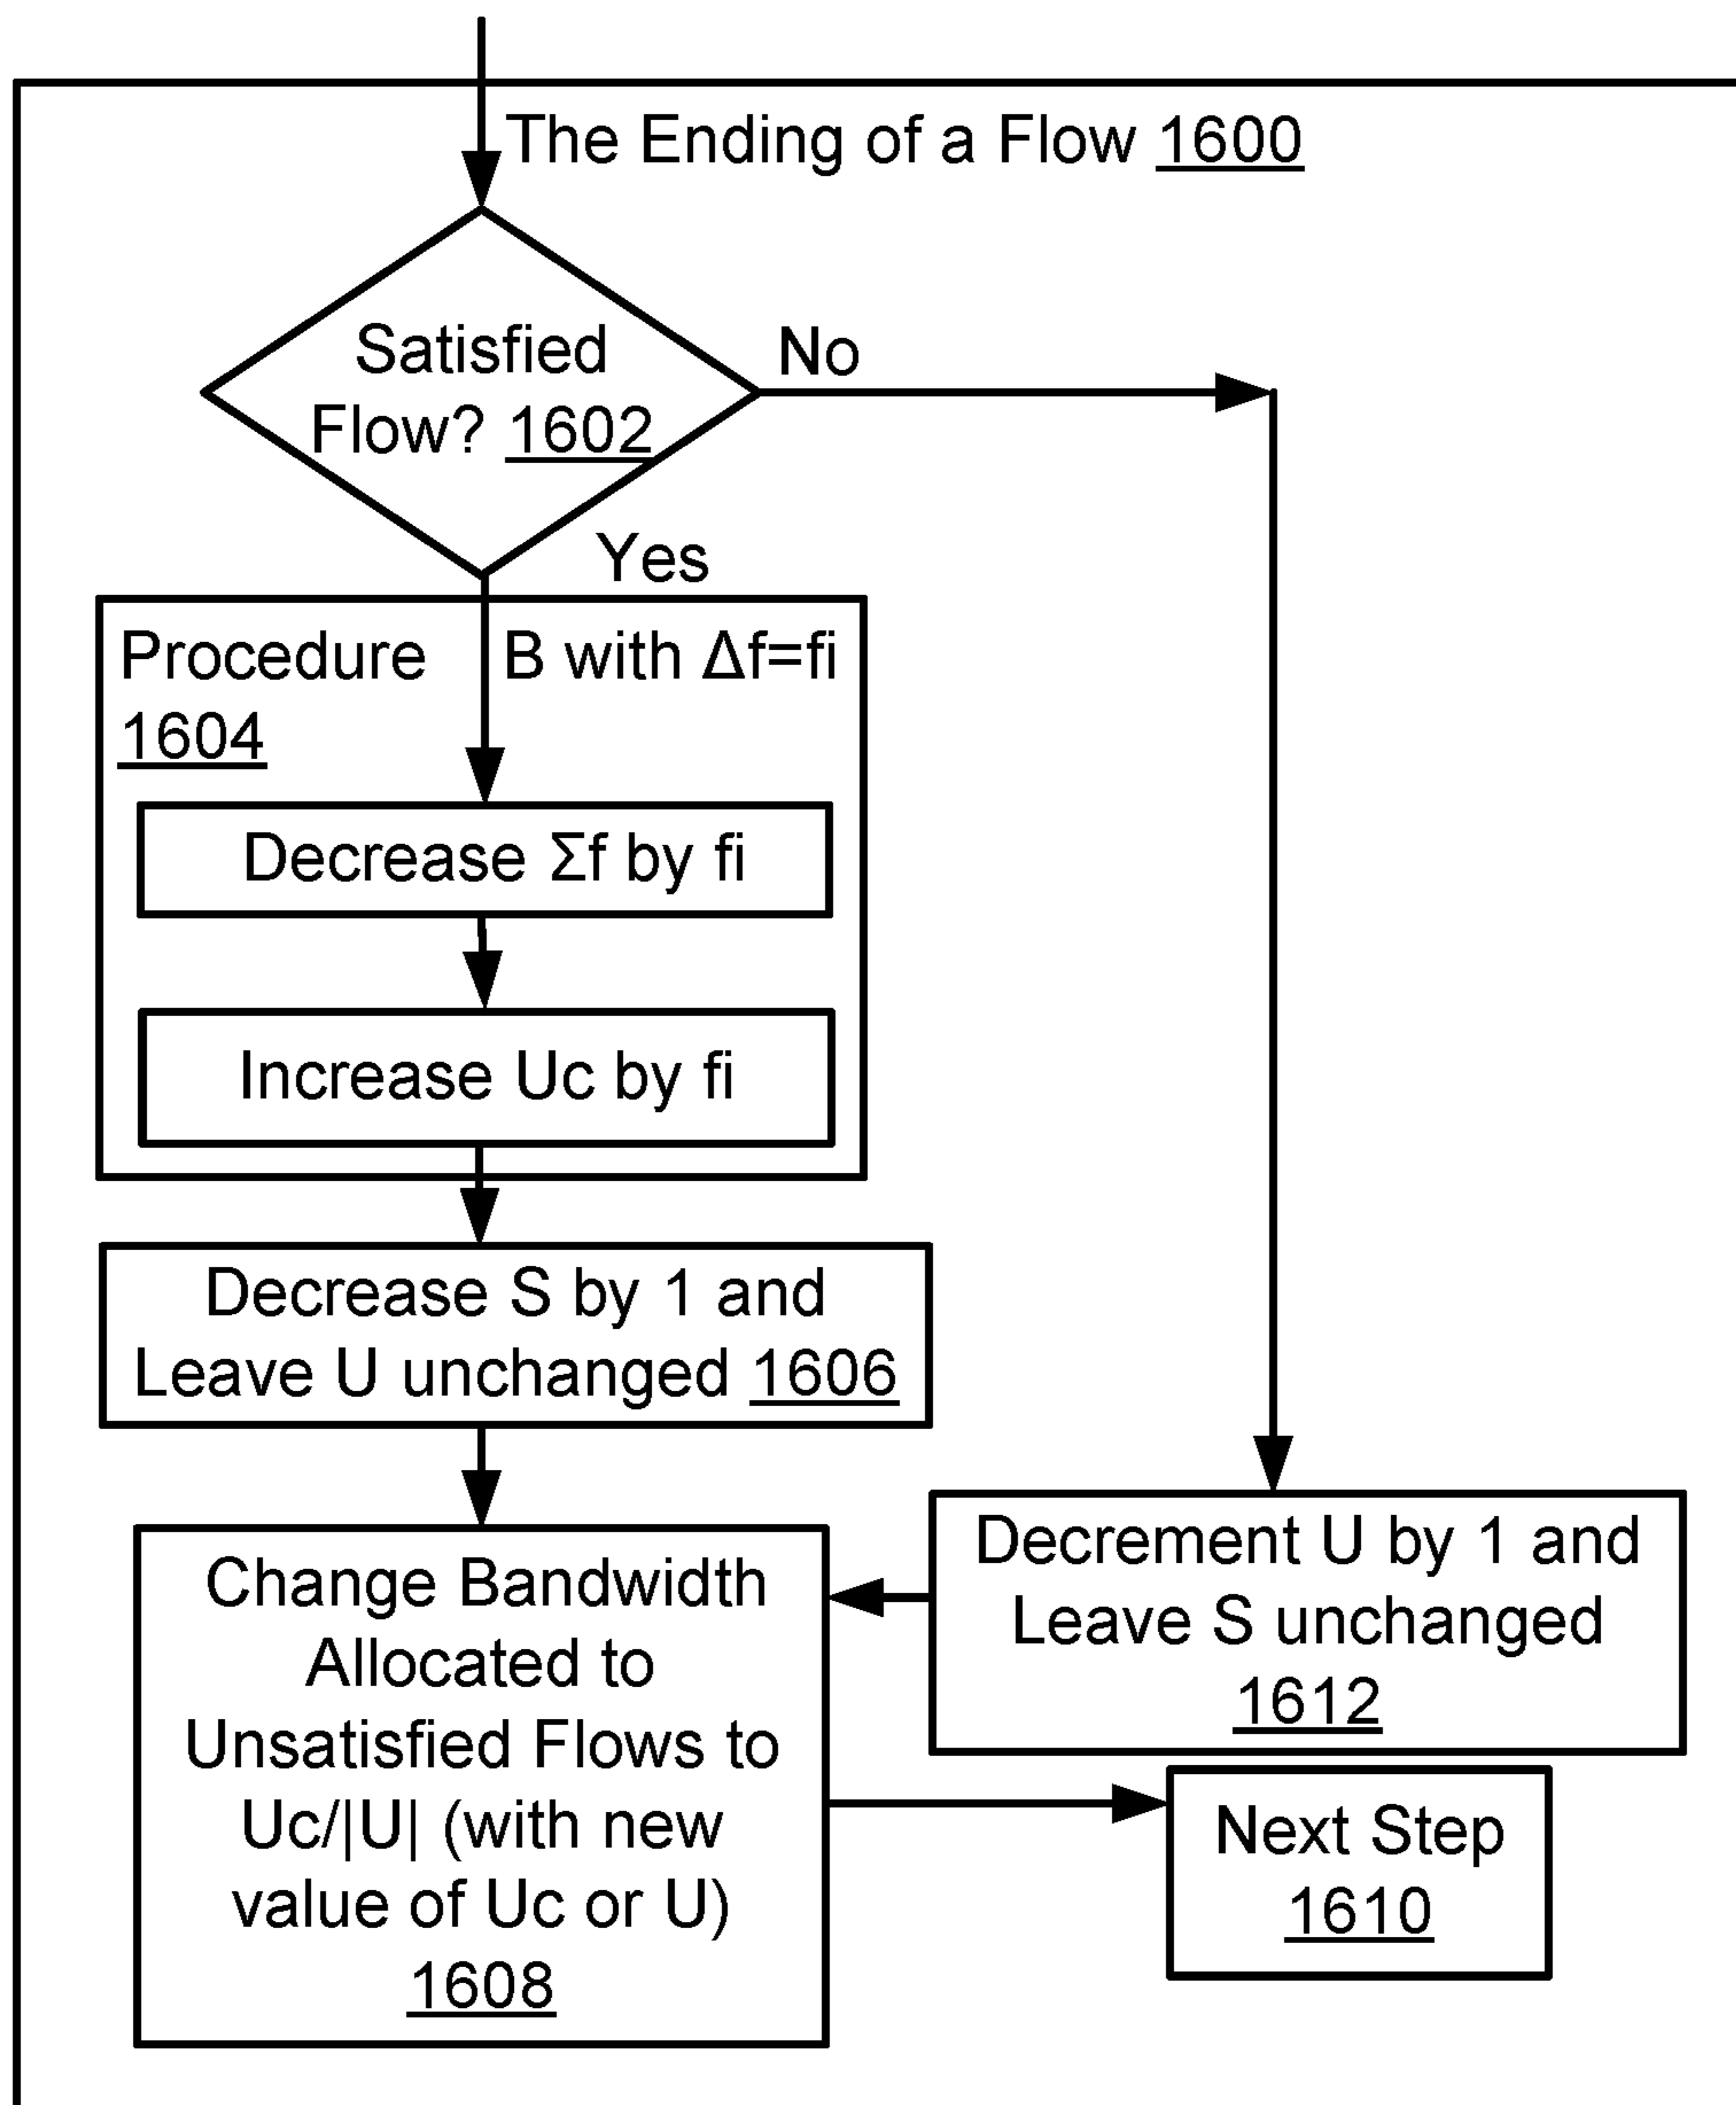 The Ending of a Flow 1600
Satisfied
Flow? 1602
No
Yes
Procedure B with Δf=fi
1604
Decrease Σf by fi
Increase Uc by fi
Decrease S by 1 and
Leave U unchanged 1606
Decrement U by 1 and
Leave S unchanged
1612
Change Bandwidth
Allocated to
Unsatisfied Flows to
Uc/|U| (with new
value of Uc or U)
1608
Next Step
1610